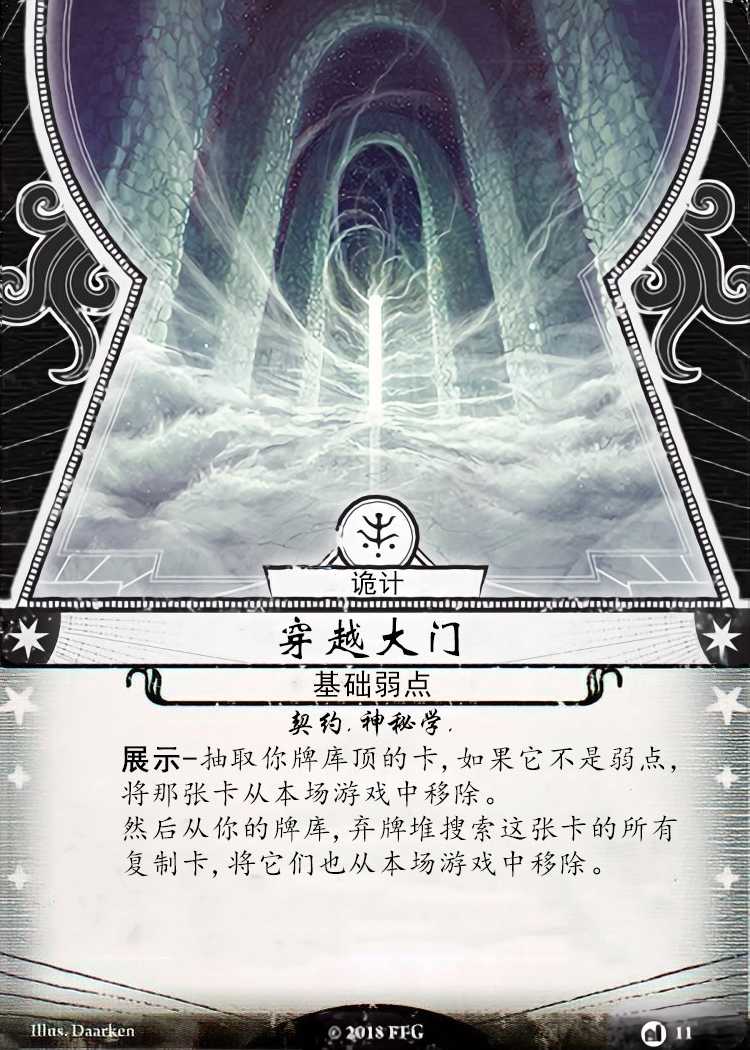 诡计
穿越大门
基础弱点
契约.神秘学.
展示-抽取你牌库顶的卡,如果它不是弱点,
将那张卡从本场游戏中移除。
然后从你的牌库,弃牌堆搜索这张卡的所有
复制卡,将它们也从本场游戏中移除。
Illus. Daarken
© 2018 FFG
11